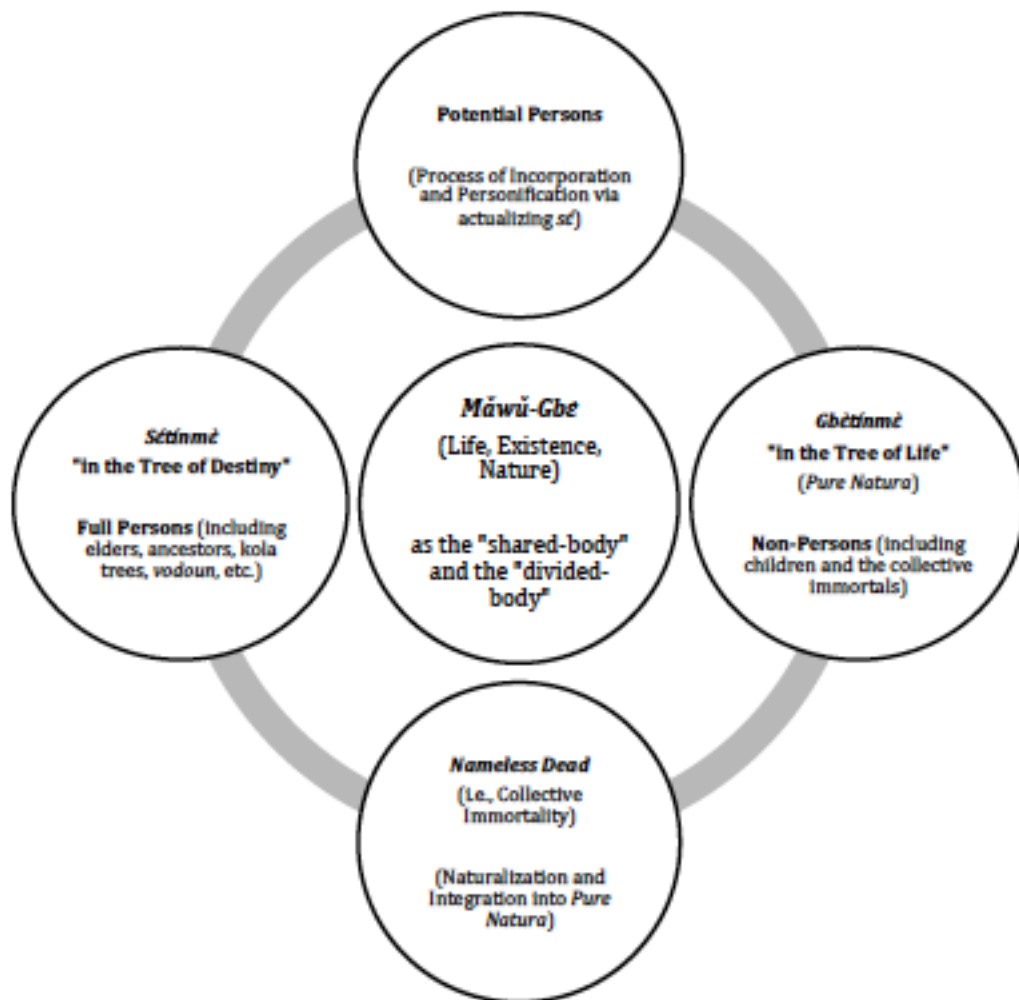 Potential Persons
(Process of Incorporation
and Personification via
actualizing sɛ́)
Sɛ́tínmɛ̀
"in the Tree of Destiny"
Full Persons (including
elders, ancestors, kola
trees, vodoun, etc.)
Mǎwǔ-Gbɛ
(Life, Existence,
Nature)
as the "shared-body"
and the "divided-
body"
Gbɛ̀tínmɛ̀
"in the Tree of Life"
(Pure Natura)
Non-Persons (including
children and the collective
immortals)
Nameless Dead
(i.e., Collective
Immortality)
(Naturalization and
Integration into Pure
Natura)